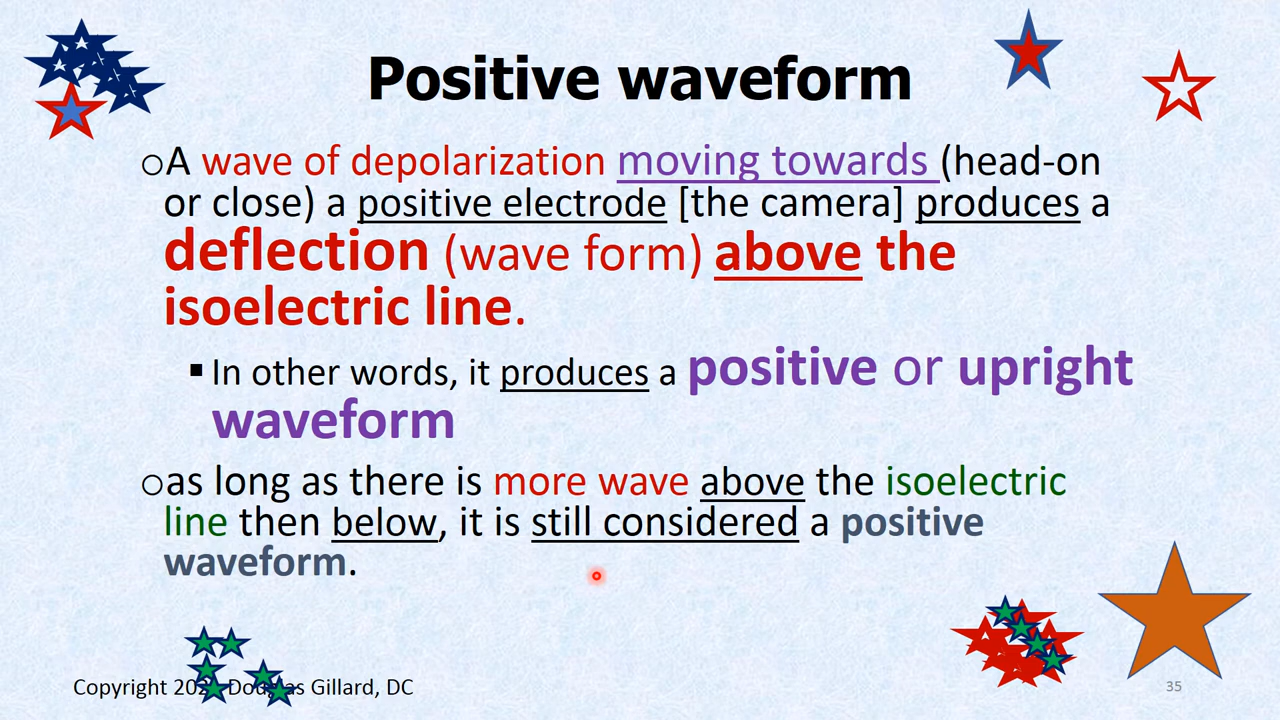 Positive waveform
○A wave of depolarization moving towards (head-on
or close) a positive electrode [the camera] produces a
deflection (wave form) above the
isoelectric line.
▪In other words, it produces a positive or upright
waveform
○as long as there is more wave above the isoelectric
line then below, it is still considered a positive
waveform.
Copyright Gillard, DC
35